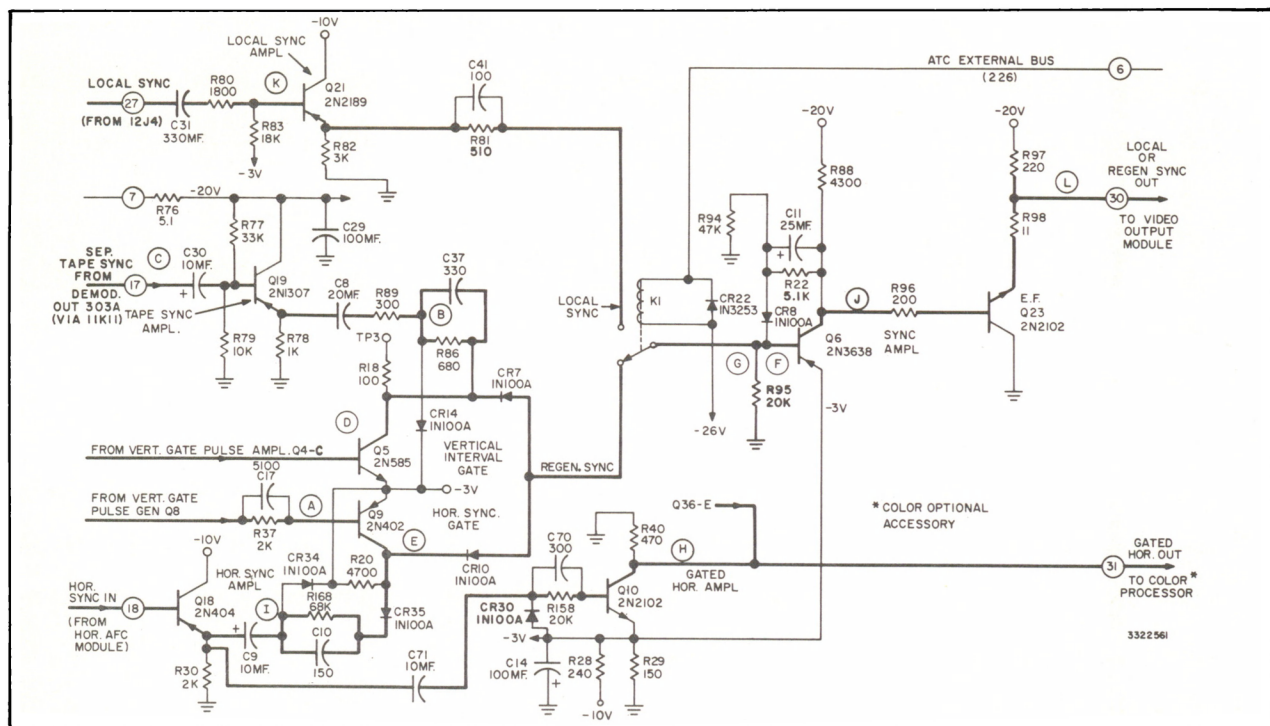 -10V
LOCAL SYNC
AMPL
LOCAL SYNC
27
(FROM 12J4)
C31
330MF.
R80
1800
K
R83
18K
-3V
Q21
2N2189
R82
3K
C41
100
R81
510
ATC EXTERNAL BUS
(226)
6
7
R76
5.1
-20V
R77
33K
C29
100MF.
SEP.
TAPE SYNC
FROM
DEMOD.
OUT 303A
(VIA 11K11)
17
C
C30
10MF.
+
Q19
2N1307
TAPE SYNC
AMPL.
R79
10K
R78
1K
C8
20MF.
R89
300
C37
330
B
R86
680
TP3
R18
100
CR7
IN100A
CR14
IN100A
LOCAL
SYNC
K1
CR22
IN3253
-26V
R94
47K
C11
25MF.
+
R22
5.1K
CR8
IN100A
-20V
R88
4300
G
F
R95
20K
Q6
2N3638
-3V
J
SYNC
AMPL
R96
200
-20V
R97
220
L
R98
11
LOCAL
OR
REGEN SYNC
OUT
30
TO VIDEO
OUTPUT
MODULE
E.F.
Q23
2N2102
D
FROM VERT. GATE PULSE AMPL. Q4-C
Q5
2N585
VERTICAL
INTERVAL
GATE
-3V
REGEN. SYNC
FROM VERT. GATE
PULSE GEN Q8
5100
C17
R37
2K
A
Q9
2N402
HOR. SYNC.
GATE
E
CR10
IN100A
-10V
HOR. SYNC
AMPL
CR34
IN100A
R20
4700
R168
68K
CR35
IN100A
HOR.
SYNC IN
18
(FROM
HOR. AFC
MODULE)
Q18
2N404
I
+
C9
10MF.
C10
150
R30
2K
C71
10MF.
Q36-E
* COLOR OPTIONAL
ACCESSORY
R40
470
C70
300
H
GATED
HOR. AMPL
CR30
IN100A
R158
20K
Q10
2N2102
-3V
C14
100MF.
+
R28
240
-10V
R29
150
GATED
HOR. OUT
31
TO COLOR*
PROCESSOR
3322561